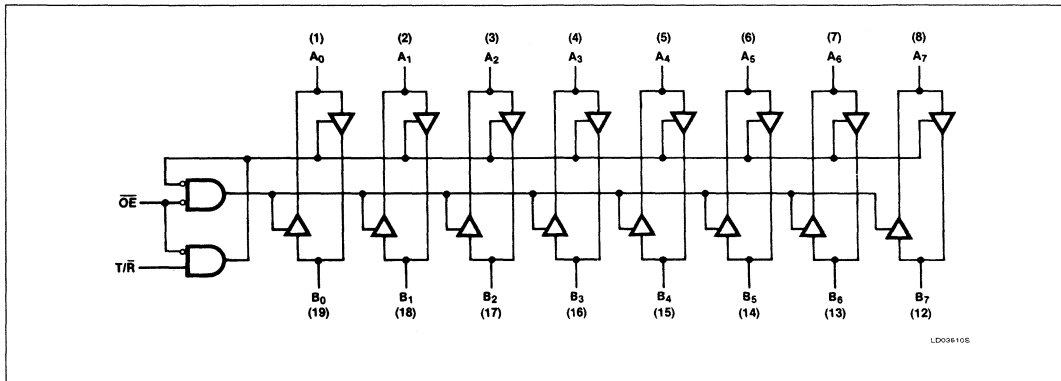 (1) (2) (3) (4) (5) (6) (7) (8)
A0 A1 A2 A3 A4 A5 A6 A7
OE
T/R
B0 B1 B2 B3 B4 B5 B6 B7
(19) (18) (17) (16) (15) (14) (13) (12)
LD03610S